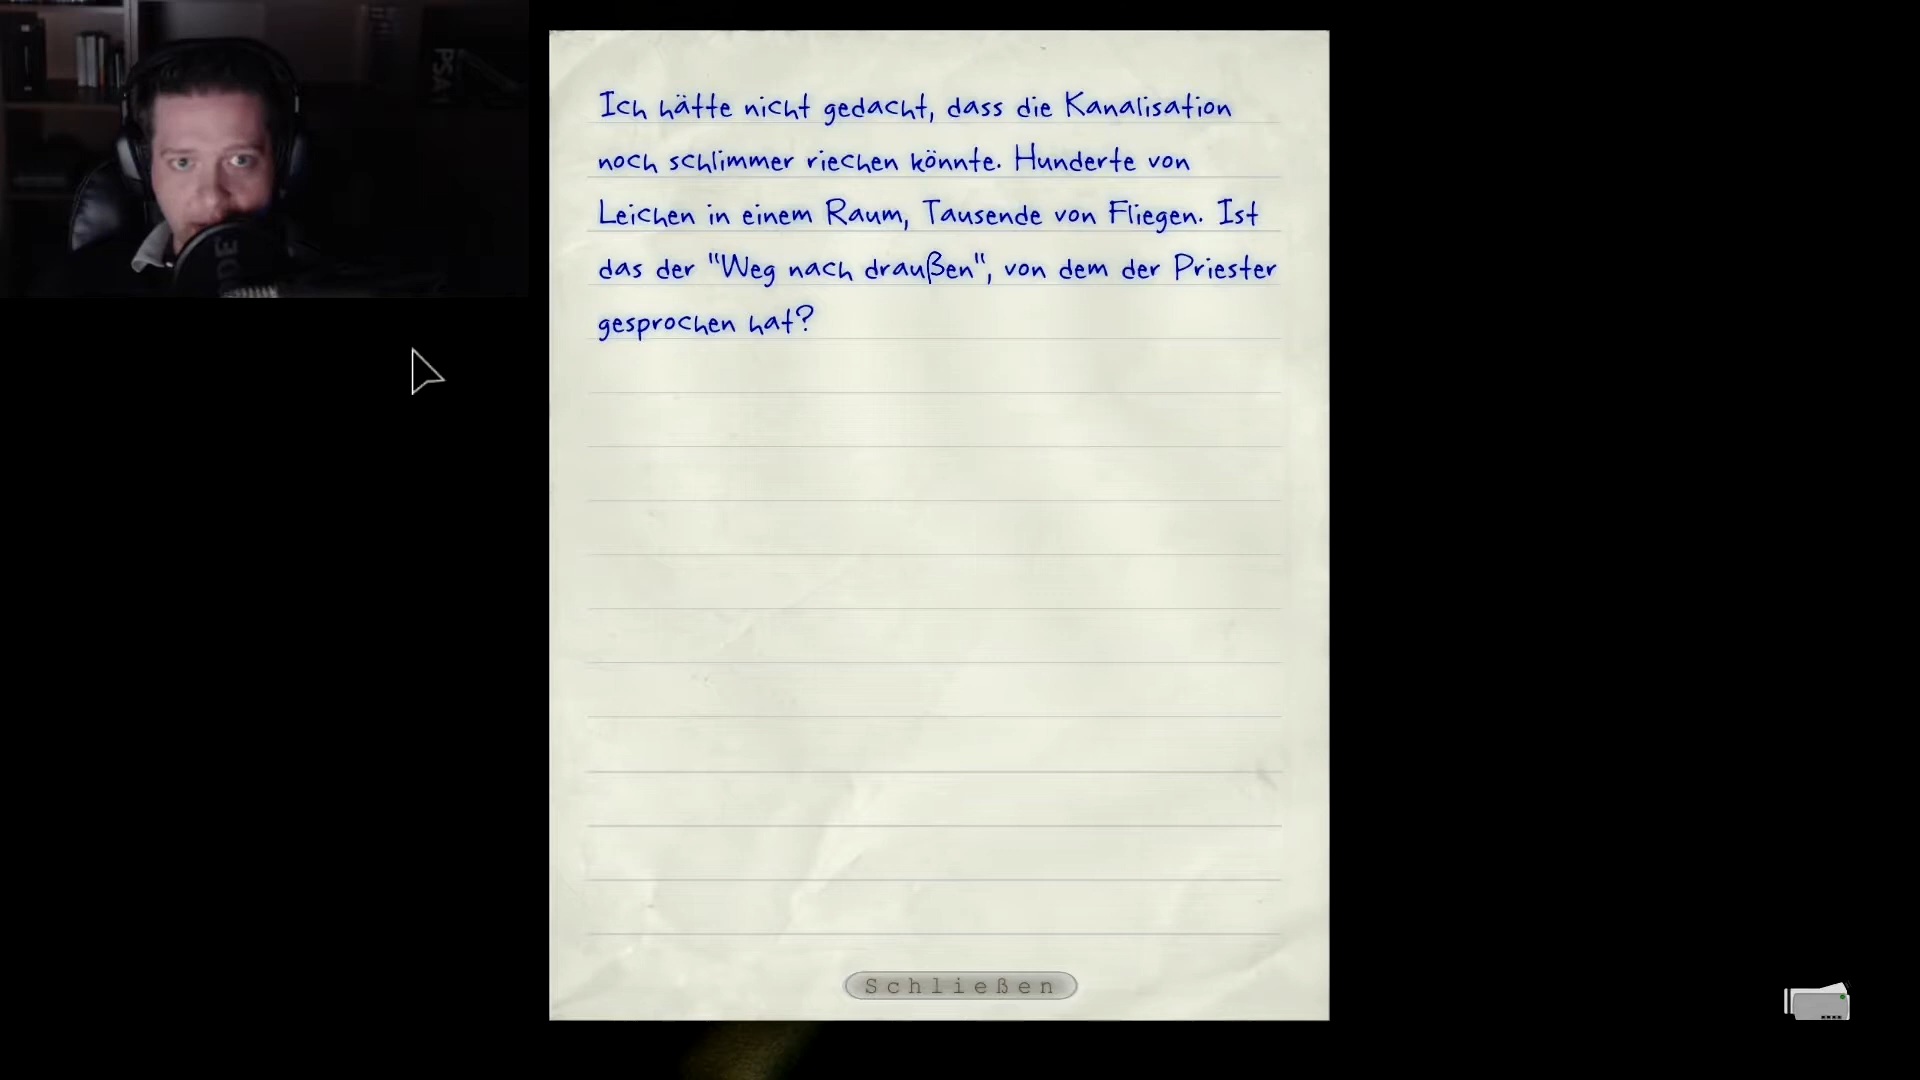 Ich hätte nicht gedacht, dass die Kanalisation
noch schlimmer riechen könnte. Hunderte von
Leichen in einem Raum, Tausende von Fliegen. Ist
das der "Weg nach draußen", von dem der Priester
gesprochen hat?
Schließen